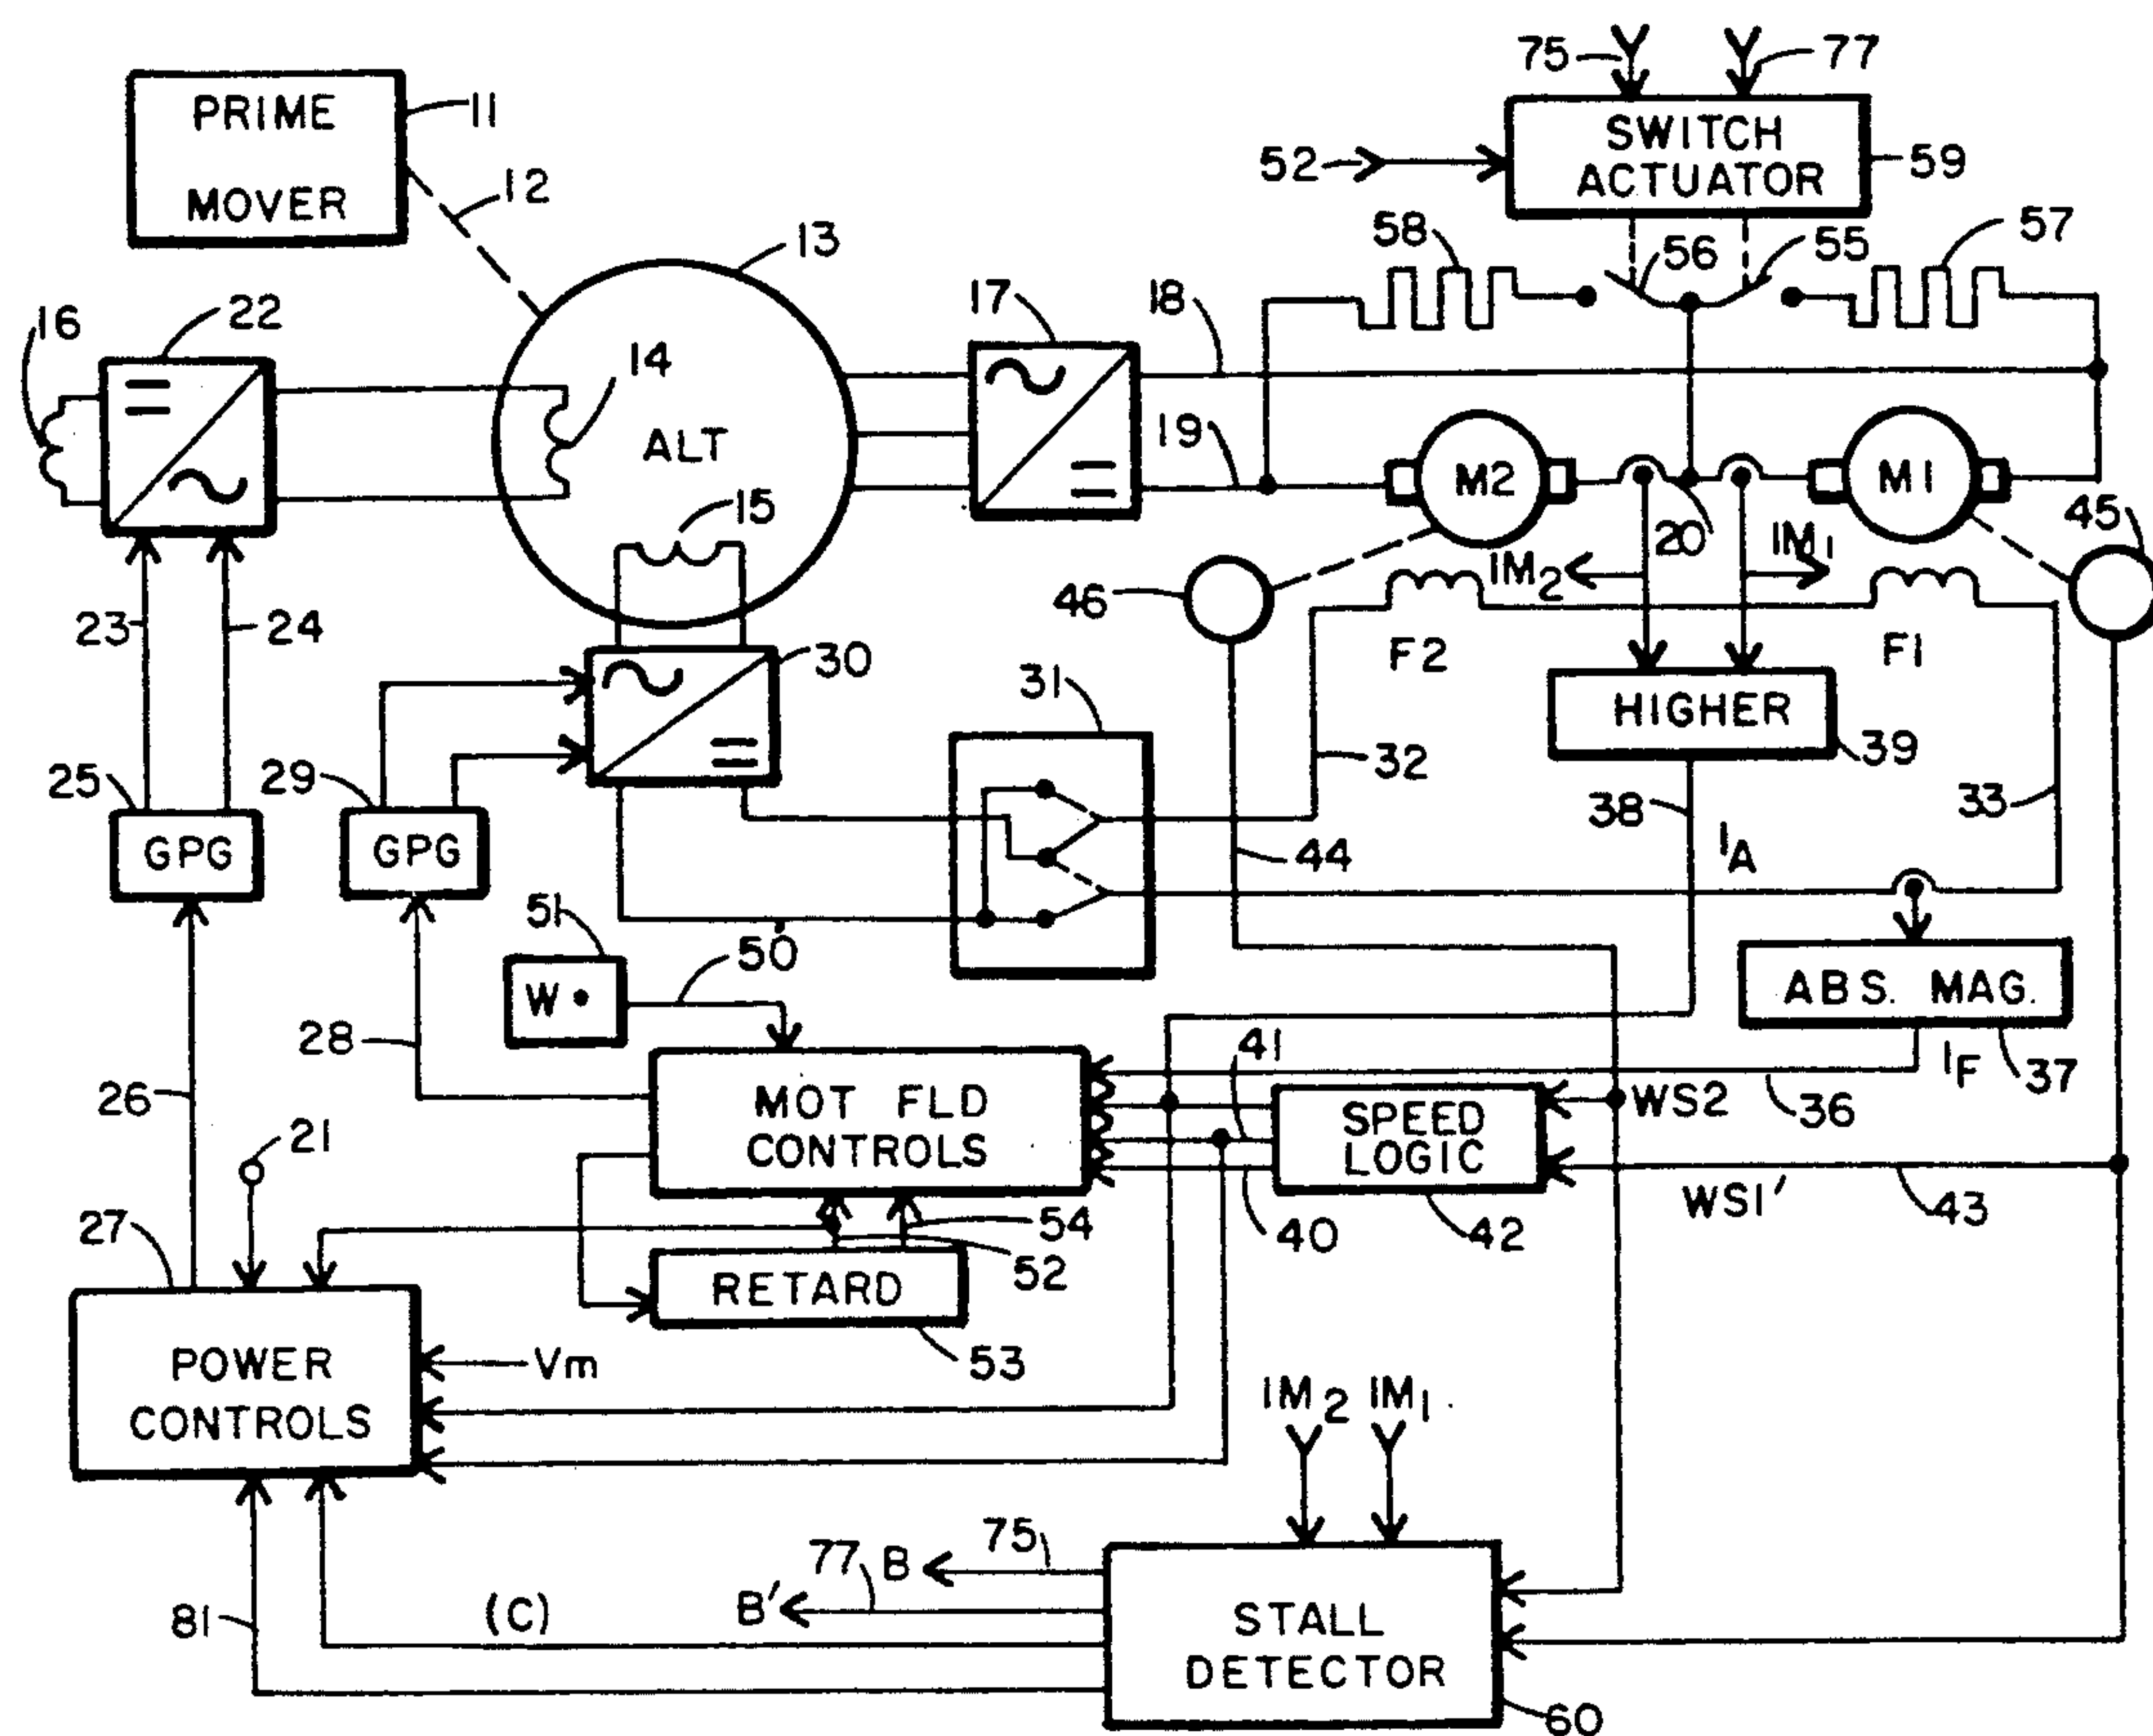 75
77
PRIME
MOVER
11
SWITCH
ACTUATOR
52
59
12
13
58
56
55
57
16
22
14
17
18
ALT
19
M2
M1
15
20
45
IM2
IM1
46
23
24
30
F2
F1
31
HIGHER
32
39
25
29
38
33
GPG
GPG
44
IA
51
50
W •
ABS. MAG.
28
41
IF
37
26
MOT FLD
CONTROLS
SPEED
LOGIC
WS2
36
21
WS1'
43
27
54
40
42
52
RETARD
53
POWER
CONTROLS
Vm
IM2
IM1
75
77
B
B'
(C)
81
STALL
DETECTOR
60